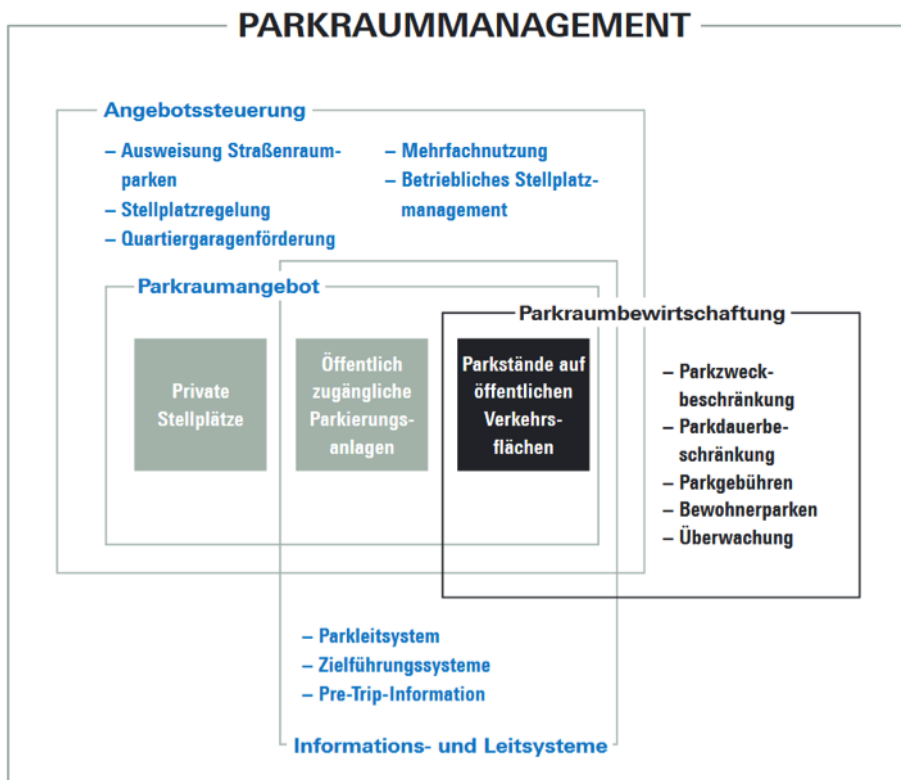 PARKRAUMMANAGEMENT
Angebotssteuerung
– Ausweisung Straßenraum-
parken
– Stellplatzregelung
– Quartiergaragenförderung
– Mehrfachnutzung
– Betriebliches Stellplatz-
management
Parkraumangebot
Private
Stellplätze
Öffentlich
zugängliche
Parkierungs-
anlagen
Parkstände auf
öffentlichen
Verkehrs-
flächen
Parkraumbewirtschaftung
– Parkzweck-
beschränkung
– Parkdauerbe-
schränkung
– Parkgebühren
– Bewohnerparken
– Überwachung
– Parkleitsystem
– Zielführungssysteme
– Pre-Trip-Information
Informations- und Leitsysteme